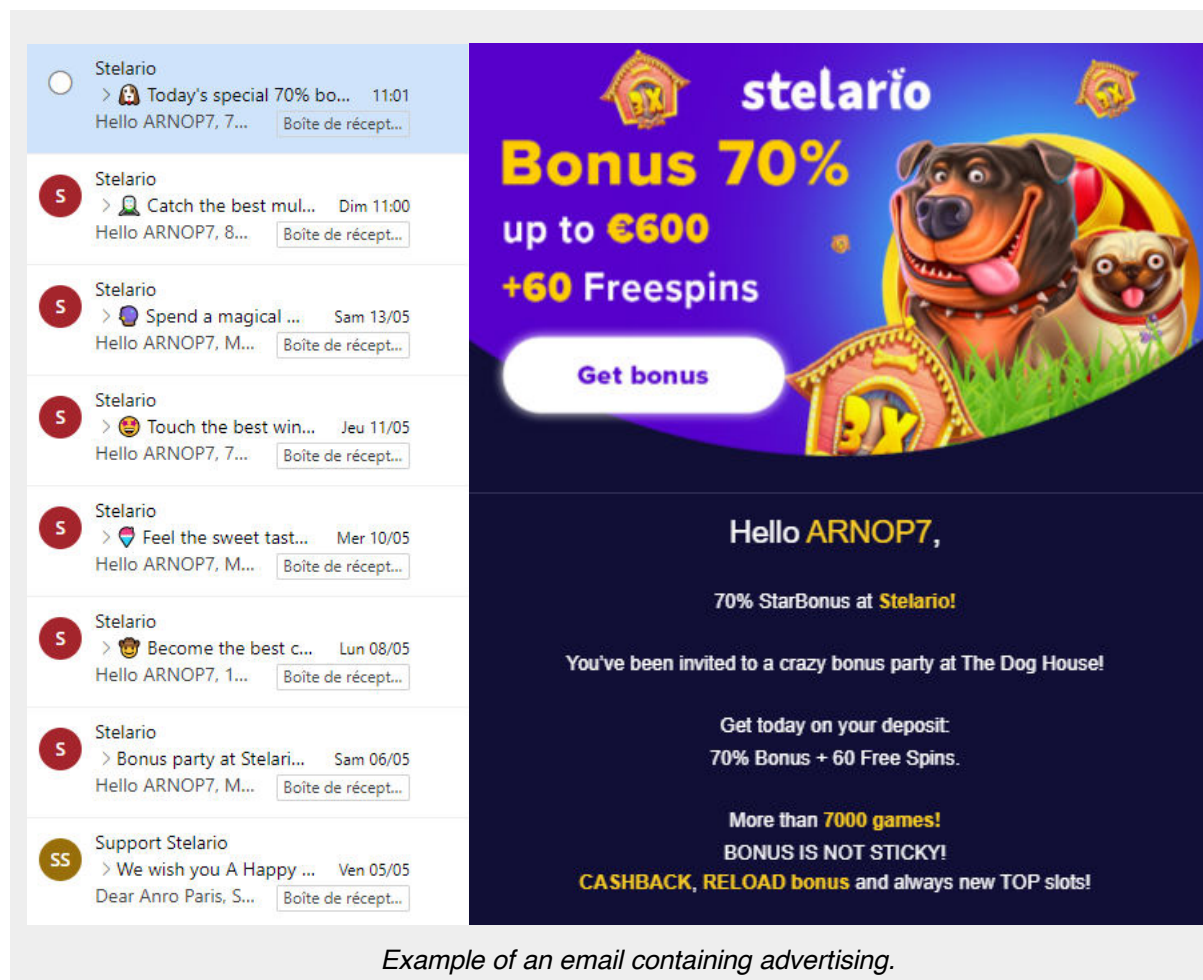 Stelario
> Today's special 70% bo... 11:01
Hello ARNOP7, 7... Boîte de récept...
S
Stelario
> Catch the best mul... Dim 11:00
Hello ARNOP7, 8... Boîte de récept...
S
Stelario
> Spend a magical ... Sam 13/05
Hello ARNOP7, M... Boîte de récept...
S
Stelario
> Touch the best win... Jeu 11/05
Hello ARNOP7, 7... Boîte de récept...
S
Stelario
> Feel the sweet tast... Mer 10/05
Hello ARNOP7, M... Boîte de récept...
S
Stelario
> Become the best c... Lun 08/05
Hello ARNOP7, 1... Boîte de récept...
S
Stelario
> Bonus party at Stelari... Sam 06/05
Hello ARNOP7, M... Boîte de récept...
SS
Support Stelario
> We wish you A Happy ... Ven 05/05
Dear Anro Paris, S... Boîte de récept...
3X
stelario
3X
Bonus 70%
up to €600
+60 Freespins
Get bonus
3X
Hello ARNOP7,
70% StarBonus at Stelario!
You've been invited to a crazy bonus party at The Dog House!
Get today on your deposit:
70% Bonus + 60 Free Spins.
More than 7000 games!
BONUS IS NOT STICKY!
CASHBACK, RELOAD bonus and always new TOP slots!
Example of an email containing advertising.